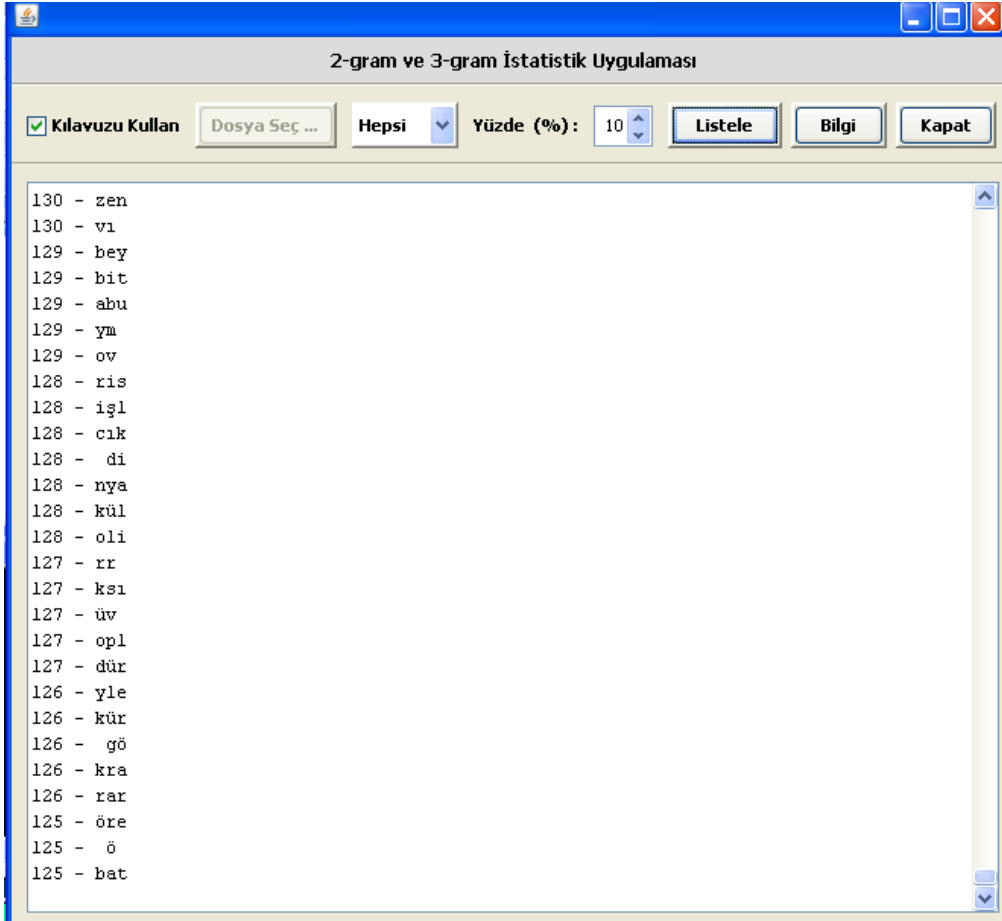 2-gram ve 3-gram İstatistik Uygulaması
Kılavuzu Kullan Dosya Seç ... Hepsi Yüzde (%) : 10 Listele Bilgi Kapat
130 - zen
130 - vı
129 - bey
129 - bit
129 - abu
129 - ym
129 - ov
128 - ris
128 - işl
128 - cık
128 -  di
128 - nya
128 - kül
128 - oli
127 - rr
127 - ksı
127 - üv
127 - opl
127 - dür
126 - yle
126 - kür
126 -  gö
126 - kra
126 - rar
125 - öre
125 -  ö
125 - bat